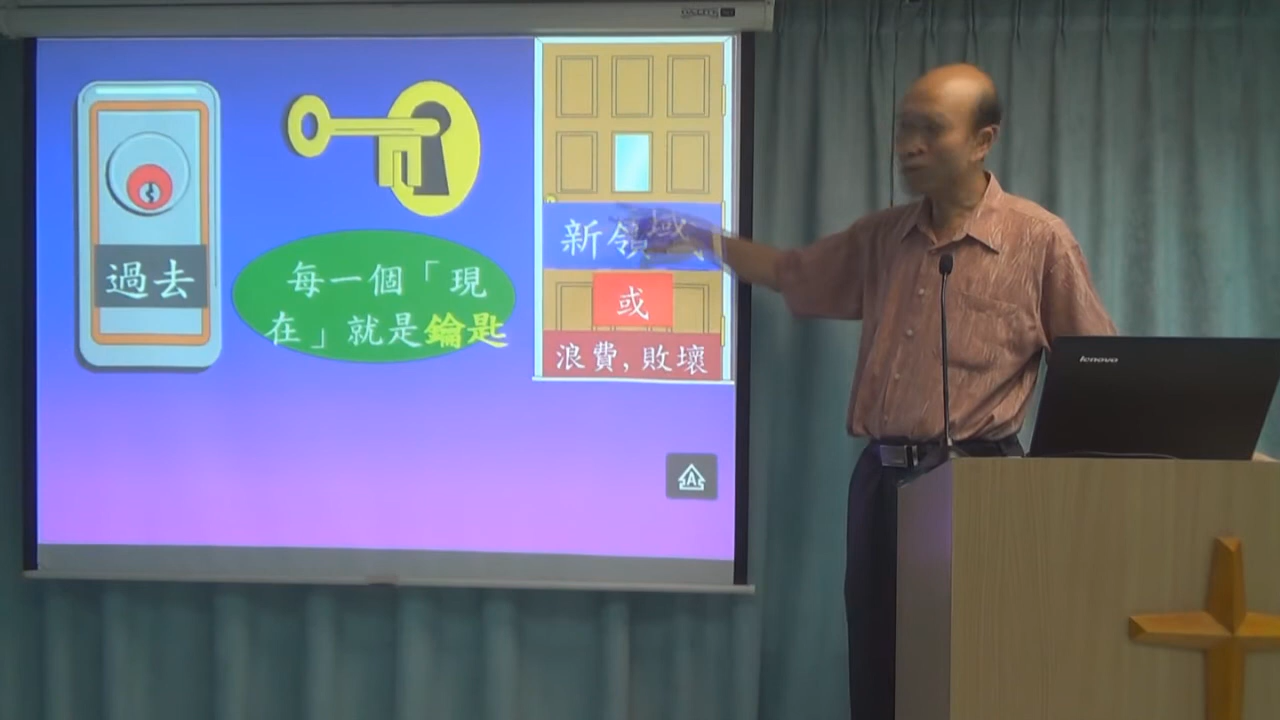 過去
每一個「現
在」就是鑰匙
新領域
或
浪費,敗壞
A
lenovo